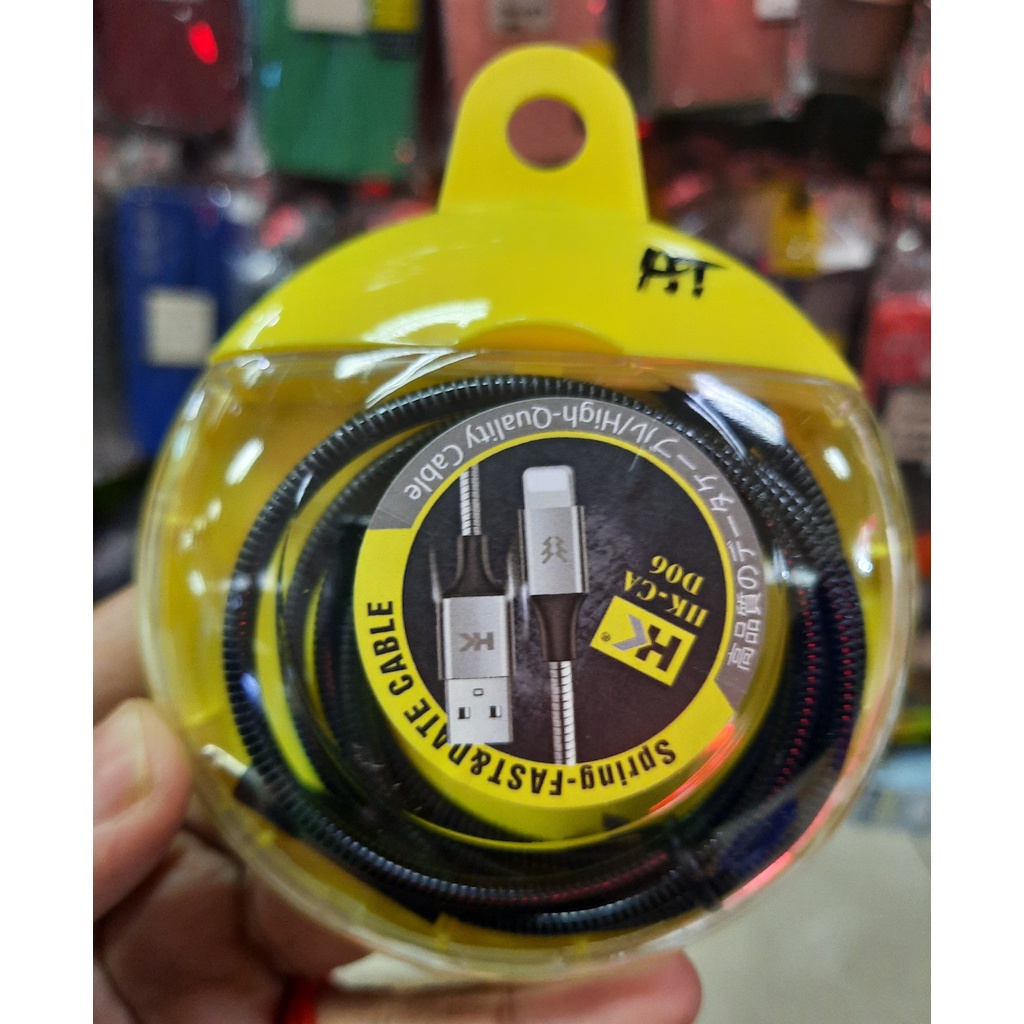 High-Quality Cable
高品質のデータケーブル/
Spring-FAST&DATE CABLE
HK-CA
D06
HK®
HK